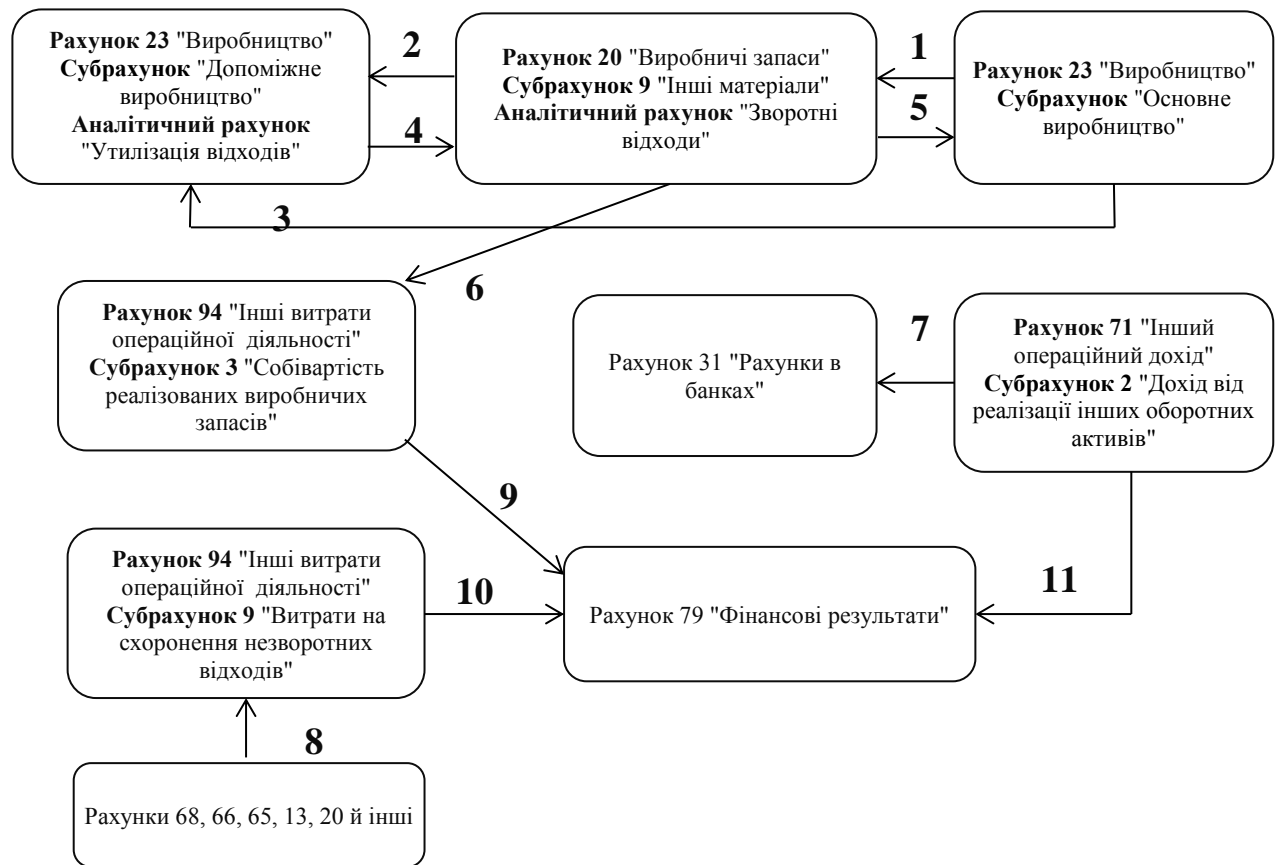 Рахунок 23 "Виробництво"
Субрахунок "Допоміжне
виробництво"
Аналітичний рахунок
"Утилізація відходів"
2
4
Рахунок 20 "Виробничі запаси"
Субрахунок 9 "Інші матеріали"
Аналітичний рахунок "Зворотні
відходи"
1
5
Рахунок 23 "Виробництво"
Субрахунок "Основне
виробництво"
3
6
Рахунок 94 "Інші витрати
операційної діяльності"
Субрахунок 3 "Собівартість
реалізованих виробничих
запасів"
Рахунок 31 "Рахунки в
банках"
7
Рахунок 71 "Інший
операційний дохід"
Субрахунок 2 "Дохід від
реалізації інших оборотних
активів"
9
Рахунок 94 "Інші витрати
операційної діяльності"
Субрахунок 9 "Витрати на
схоронення незворотних
відходів"
10
Рахунок 79 "Фінансові результати"
11
8
Рахунки 68, 66, 65, 13, 20 й інші